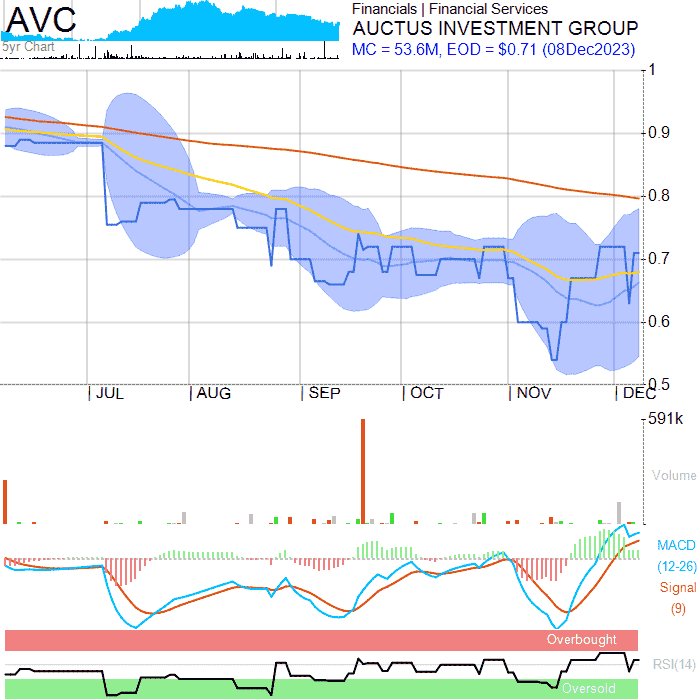 AVC
5yr Chart
Financials | Financial Services
AUCTUS INVESTMENT GROUP
MC = 53.6M, EOD = $0.71 (08Dec2023)
1
0.9
0.8
0.7
0.6
0.5
JUL
AUG
SEP
OCT
NOV
DEC
591k
Volume
MACD
(12-26)
Signal
(9)
Overbought
RSI(14)
Oversold